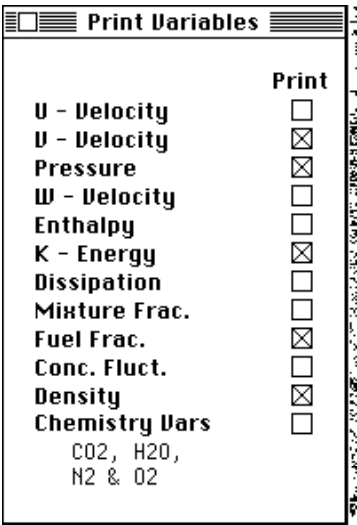 Print Variables
Print
U - Velocity
V - Velocity
Pressure
W - Velocity
Enthalpy
K - Energy
Dissipation
Mixture Frac.
Fuel Frac.
Conc. Fluct.
Density
Chemistry Vars
CO2, H2O,
N2 & O2